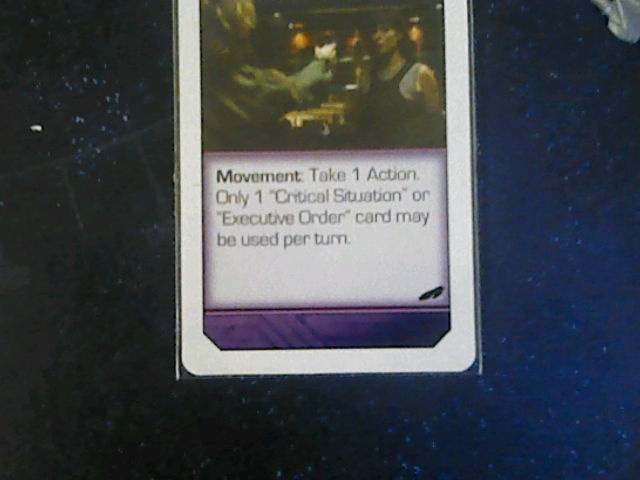 Movement: Take 1 Action.
Only 1 "Critical Situation" or
"Executive Order" card may
be used per turn.